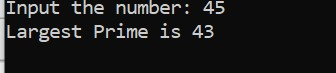 Input the number: 45
Largest Prime is 43